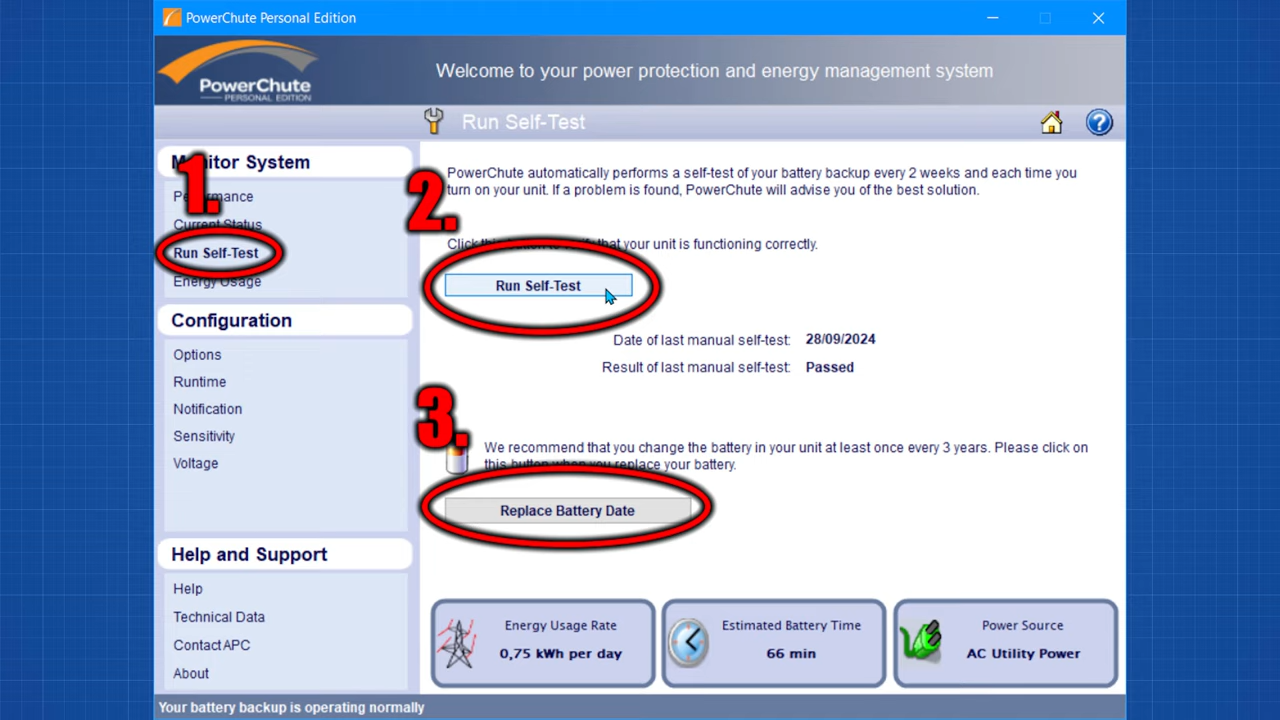 PowerChute Personal Edition
PowerChute
PERSONAL EDITION
Welcome to your power protection and energy management system
Run Self-Test
Monitor System
1.
Performance
Current Status
Run Self-Test
Energy Usage
Configuration
Options
Runtime
Notification
Sensitivity
Voltage
Help and Support
Help
Technical Data
Contact APC
About
PowerChute automatically performs a self-test of your battery backup every 2 weeks and each time you
turn on your unit. If a problem is found, PowerChute will advise you of the best solution.
2.
Click this button to verify that your unit is functioning correctly.
Run Self-Test
Date of last manual self-test: 28/09/2024
Result of last manual self-test: Passed
3.
We recommend that you change the battery in your unit at least once every 3 years. Please click on
this button when you replace your battery.
Replace Battery Date
Energy Usage Rate
0,75 kWh per day
Estimated Battery Time
66 min
Power Source
AC Utility Power
Your battery backup is operating normally